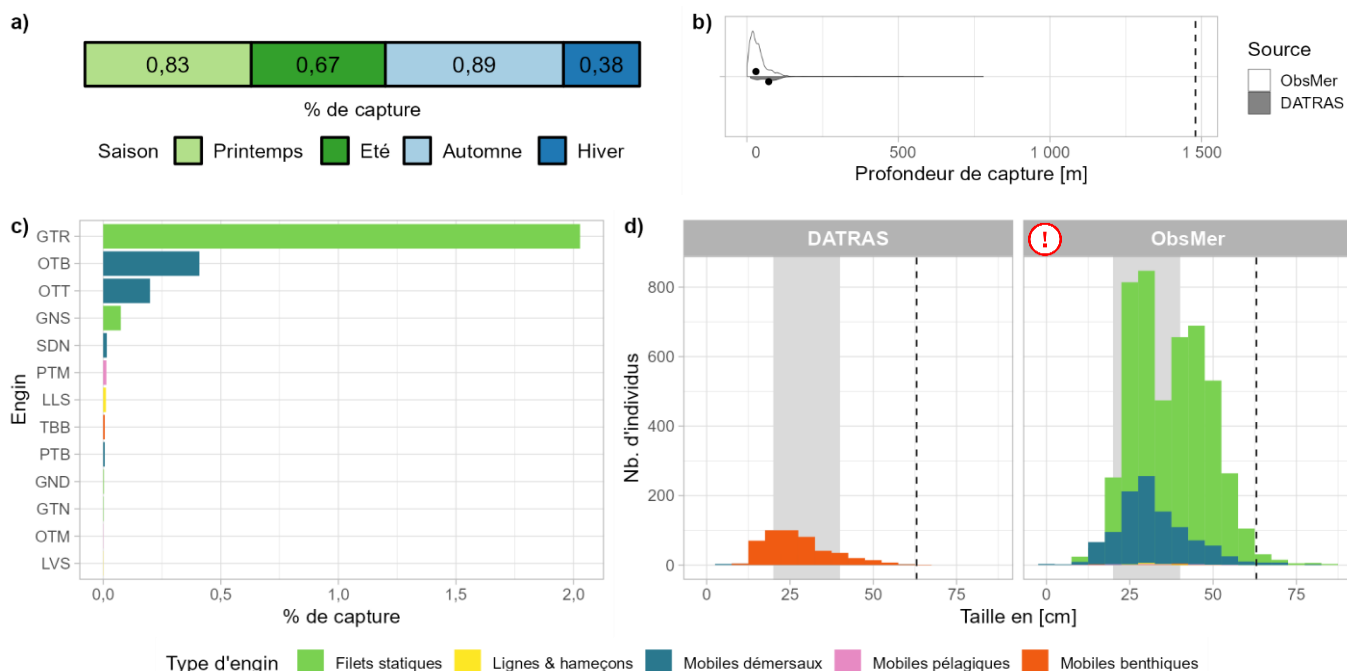 a)
0,83 0,67 0,89 0,38
% de capture
Saison Printemps Eté Automne Hiver
b)
0 500 1 000 1 500
Profondeur de capture [m]
Source
ObsMer
DATRAS
c)
Engin
GTR
OTB
OTT
GNS
SDN
PTM
LLS
TBB
PTB
GND
GTN
OTM
LVS
0,0 0,5 1,0 1,5 2,0
% de capture
d)
DATRAS ! ObsMer
Nb. d'individus
800
600
400
200
0
0 25 50 75 0 25 50 75
Taille en [cm]
Type d'engin Filets statiques Lignes & hameçons Mobiles démersaux Mobiles pélagiques Mobiles benthiques